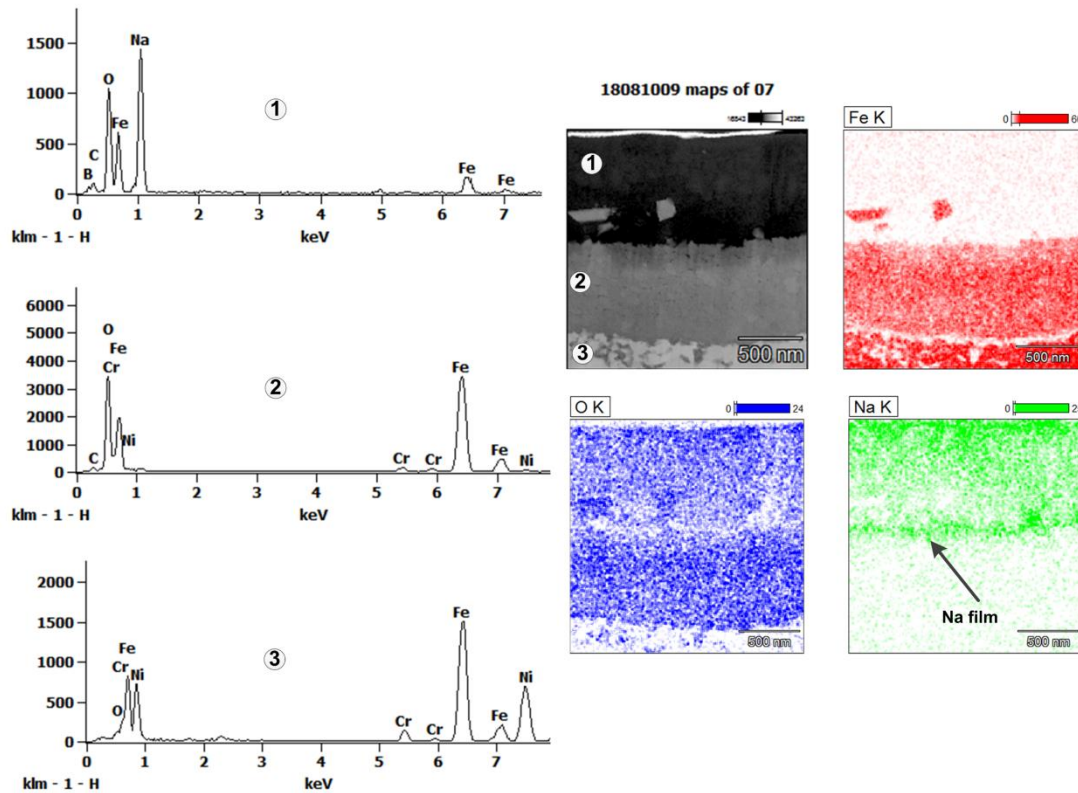 1500
1000
500
0
Na
O
Fe
C
B
1
Fe
Fe
0 1 2 3 4 5 6 7
klm - 1 - H keV
6000
5000
4000
3000
2000
1000
0
O
Fe
Cr
Ni
C
2
Cr Cr
Fe
Fe
Ni
0 1 2 3 4 5 6 7
klm - 1 - H keV
2000
1500
1000
500
0
Fe
Cr Ni
O
3
Cr Cr
Fe
Fe
Ni
0 1 2 3 4 5 6 7
klm - 1 - H keV
18081009 maps of 07
1
2
3
500 nm
Fe K
0
500 nm
O K
0 24
500 nm
Na K
0
Na film
500 nm